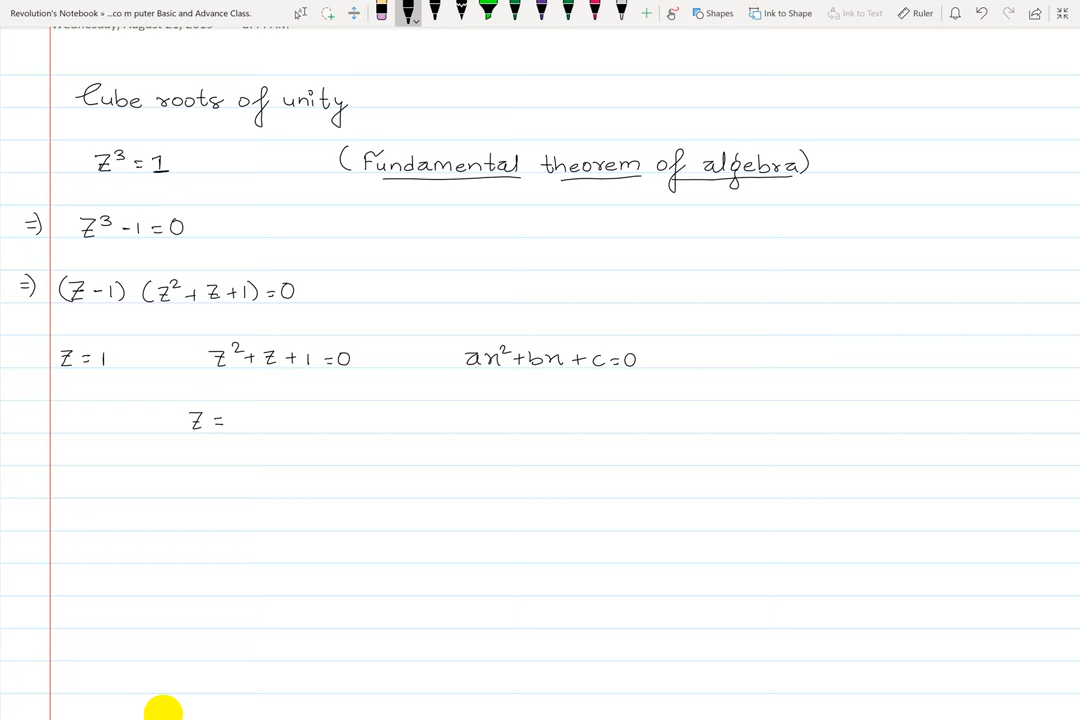 Revolution's Notebook » ...co m puter Basic and Advance Class.
Shapes Ink to Shape Ink to Text Ruler
Cube roots of unity
z³ = 1 (Fundamental theorem of algebra)
⇒) z³ - 1 = 0
⇒) (z - 1) (z² + z + 1) = 0
z = 1 z² + z + 1 = 0 ax² + bx + c = 0
z =